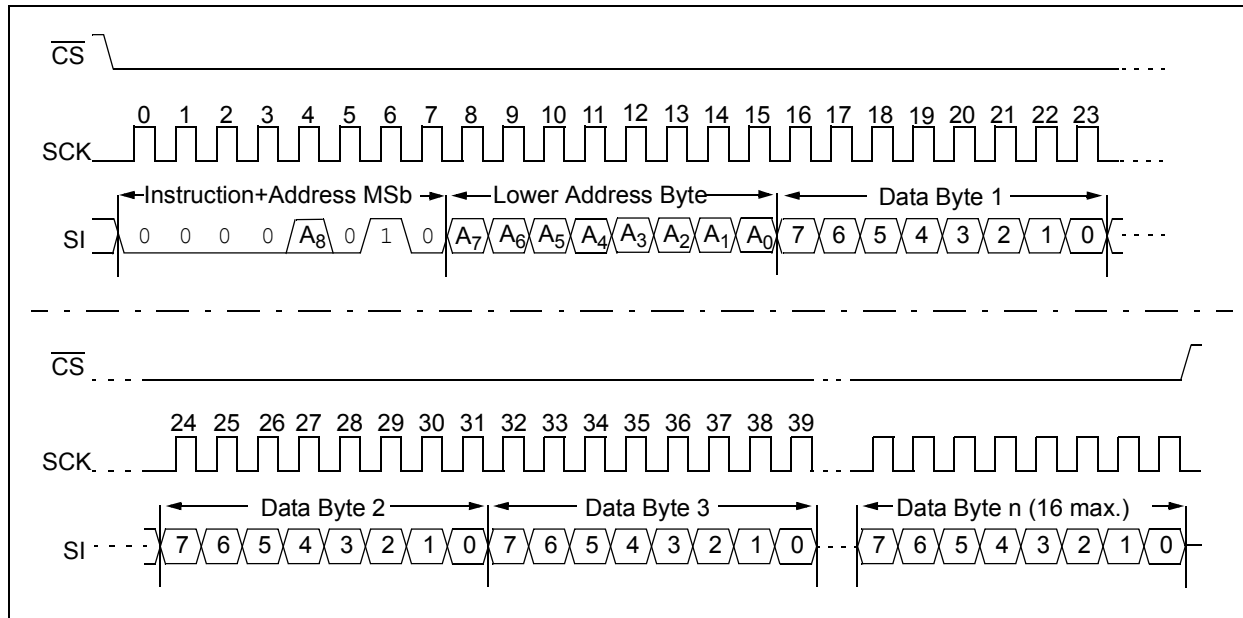 CS
0 1 2 3 4 5 6 7 8 9 10 11 12 13 14 15 16 17 18 19 20 21 22 23
SCK
Instruction+Address MSb Lower Address Byte Data Byte 1
SI 0 0 0 0 A8 0 1 0 A7 A6 A5 A4 A3 A2 A1 A0 7 6 5 4 3 2 1 0
CS
24 25 26 27 28 29 30 31 32 33 34 35 36 37 38 39
SCK
Data Byte 2 Data Byte 3 Data Byte n (16 max.)
SI 7 6 5 4 3 2 1 0 7 6 5 4 3 2 1 0 7 6 5 4 3 2 1 0